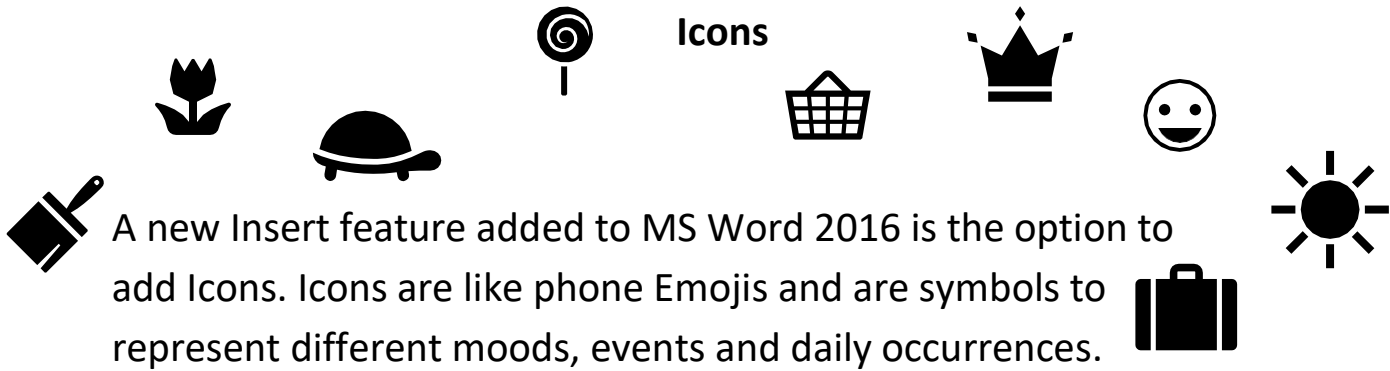 Icons
A new Insert feature added to MS Word 2016 is the option to
add Icons. Icons are like phone Emojis and are symbols to
represent different moods, events and daily occurrences.